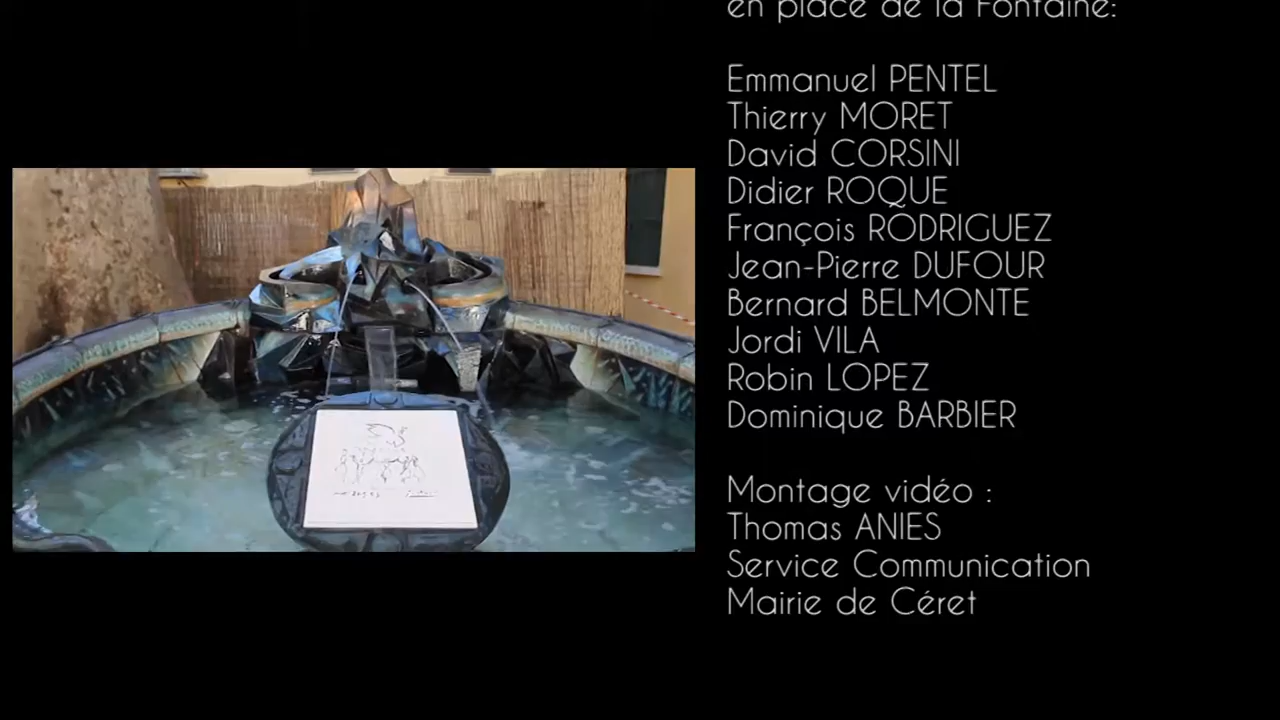 en place de la Fontaine:
Emmanuel PENTEL
Thierry MORET
David CORSINI
Didier ROQUE
François RODRIGUEZ
Jean-Pierre DUFOUR
Bernard BELMONTE
Jordi VILA
Robin LOPEZ
Dominique BARBIER
Montage vidéo :
Thomas ANIES
Service Communication
Mairie de Céret